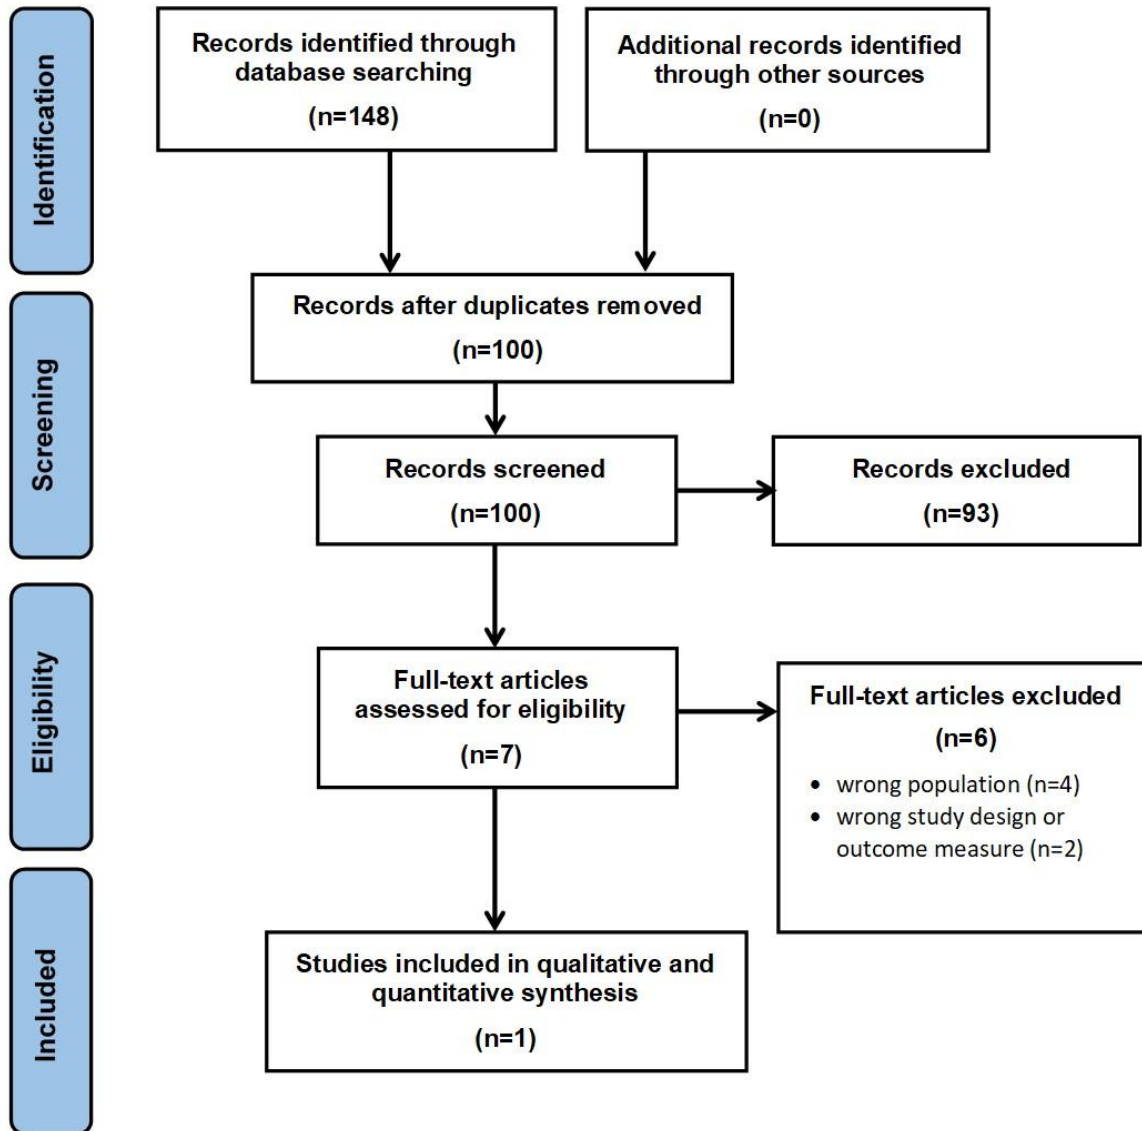 Identification
Records identified through
database searching
(n=148)
Additional records identified
through other sources
(n=0)
Records after duplicates removed
(n=100)
Screening
Records screened
(n=100)
Records excluded
(n=93)
Eligibility
Full-text articles
assessed for eligibility
(n=7)
Full-text articles excluded
(n=6)
• wrong population (n=4)
• wrong study design or
outcome measure (n=2)
Included
Studies included in qualitative and
quantitative synthesis
(n=1)